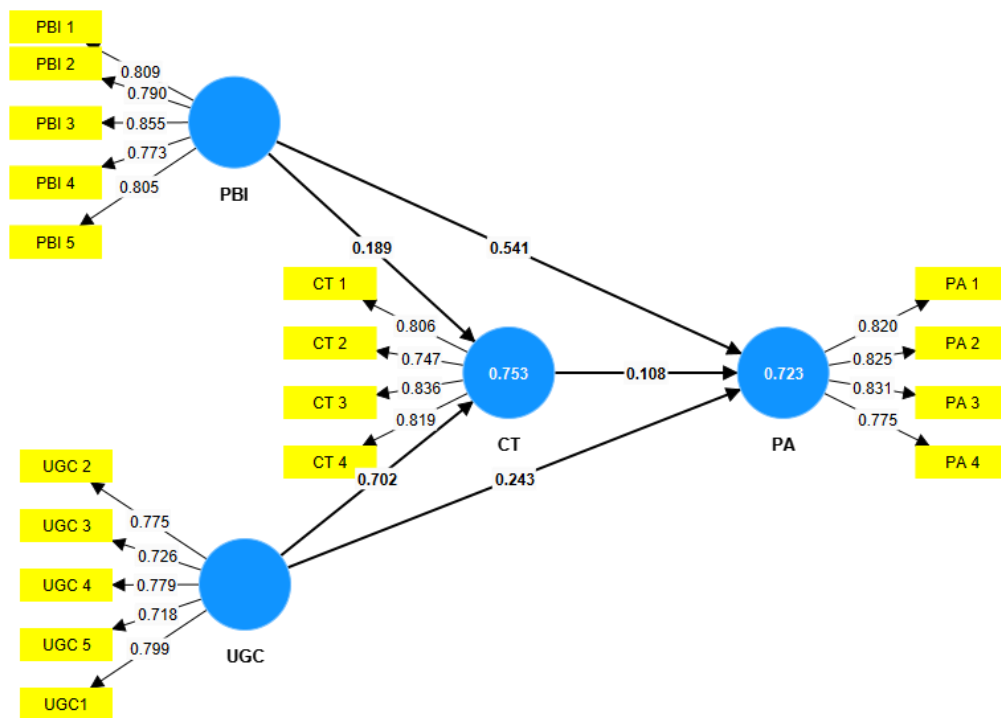 PBI 1
PBI 2
PBI 3
PBI 4
PBI 5
0.809
0.790
0.855
0.773
0.805
PBI
0.189
0.541
CT 1
CT 2
CT 3
CT 4
0.806
0.747
0.836
0.819
0.753
CT
0.108
0.723
PA
0.820
0.825
0.831
0.775
PA 1
PA 2
PA 3
PA 4
0.702
0.243
UGC 2
UGC 3
UGC 4
UGC 5
UGC1
0.775
0.726
0.779
0.718
0.799
UGC